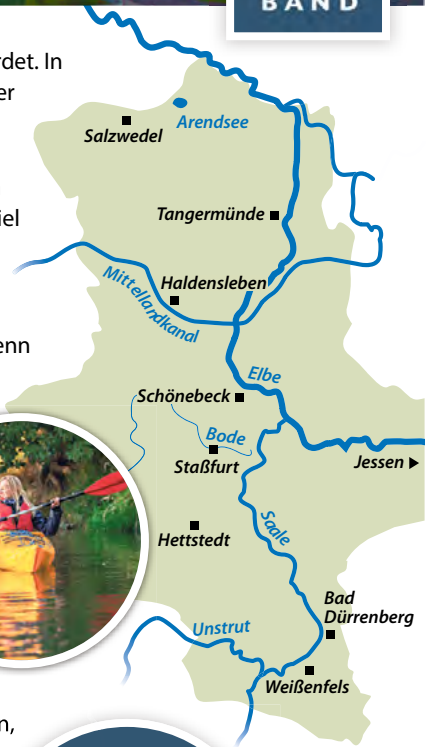 BAND
rdet. In
er
Salzwedel
Arendsee
iel
Tangermünde
Haldensleben
Mittellandkanal
enn
Elbe
Schönebeck
Bode
Staßfurt
Jessen
Saale
Hettstedt
Bad
Dürrenberg
Unstrut
Weißenfels
n,